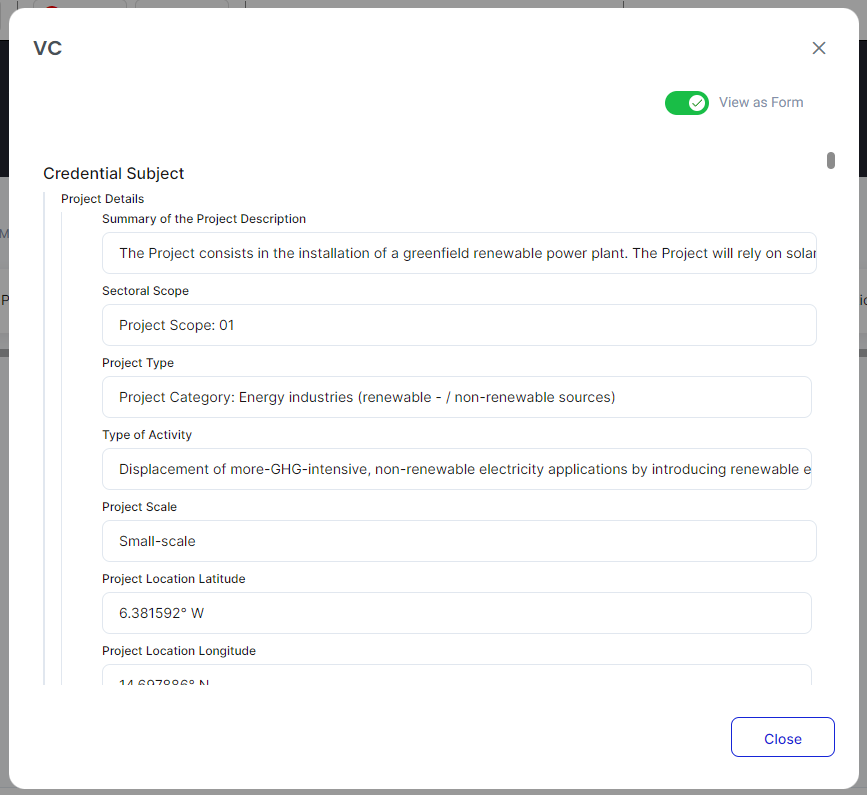 VC
View as Form
Credential Subject
Project Details
Summary of the Project Description
The Project consists in the installation of a greenfield renewable power plant. The Project will rely on solar
Sectoral Scope
Project Scope: 01
Project Type
Project Category: Energy industries (renewable - / non-renewable sources)
Type of Activity
Displacement of more-GHG-intensive, non-renewable electricity applications by introducing renewable e
Project Scale
Small-scale
Project Location Latitude
6.381592° W
Project Location Longitude
14.697886° N
Close